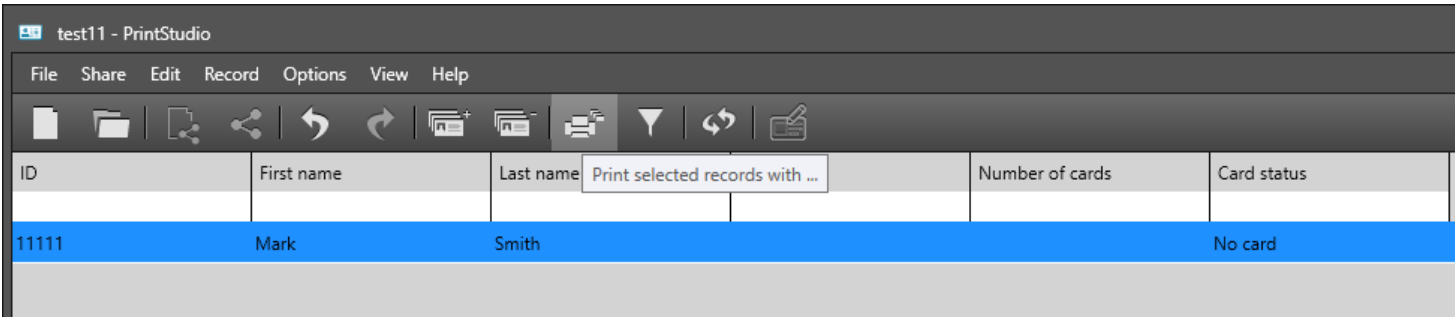 test11 - PrintStudio
File Share Edit Record Options View Help
ID First name Last name Number of cards Card status
Print selected records with ...
11111 Mark Smith No card